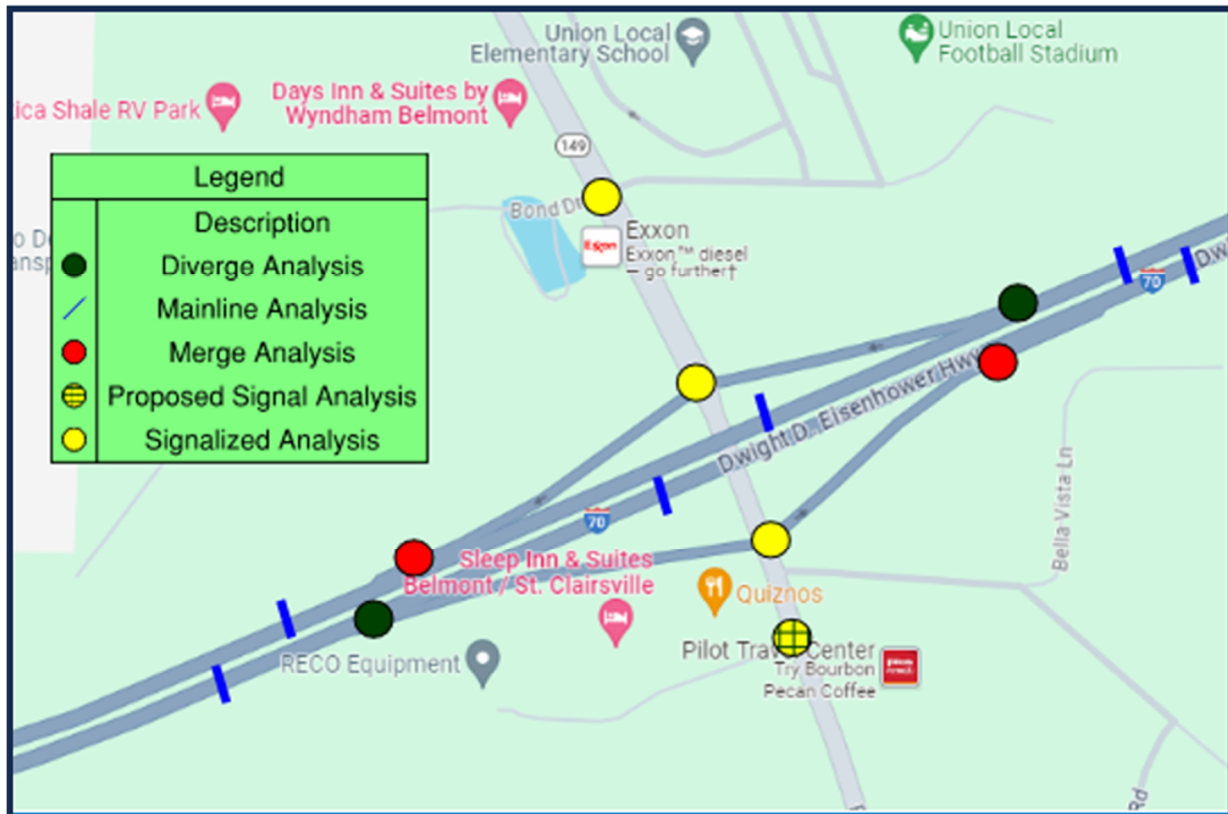 Union Local
Elementary School
Union Local
Football Stadium
Days Inn & Suites by
Wyndham Belmont
ica Shale RV Park
149
Legend
Description
Diverge Analysis
Mainline Analysis
Merge Analysis
Proposed Signal Analysis
Signalized Analysis
Bond Dr
Exxon
Exxon
Exxon™ diesel
– go further†
70
Dwight D. Eisenhower Hwy
70
Bella Vista Ln
Sleep Inn & Suites
Belmont / St. Clairsville
Quiznos
RECO Equipment
Pilot Travel Center
Try Bourbon
Pecan Coffee
Rd